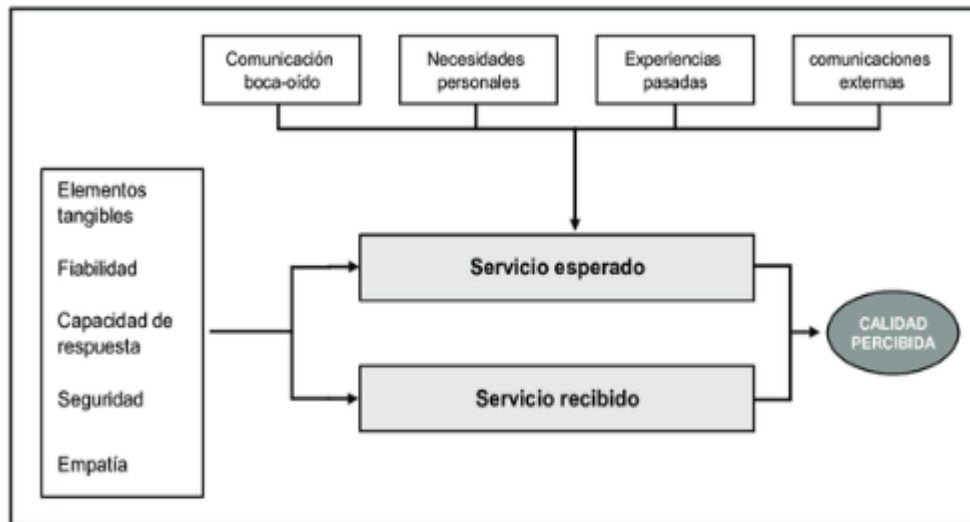 Comunicación
boca-oído
Necesidades
personales
Experiencias
pasadas
comunicaciones
externas
Elementos
tangibles
Fiabilidad
Capacidad de
respuesta
Seguridad
Empatía
Servicio esperado
Servicio recibido
CALIDAD
PERCIBIDA